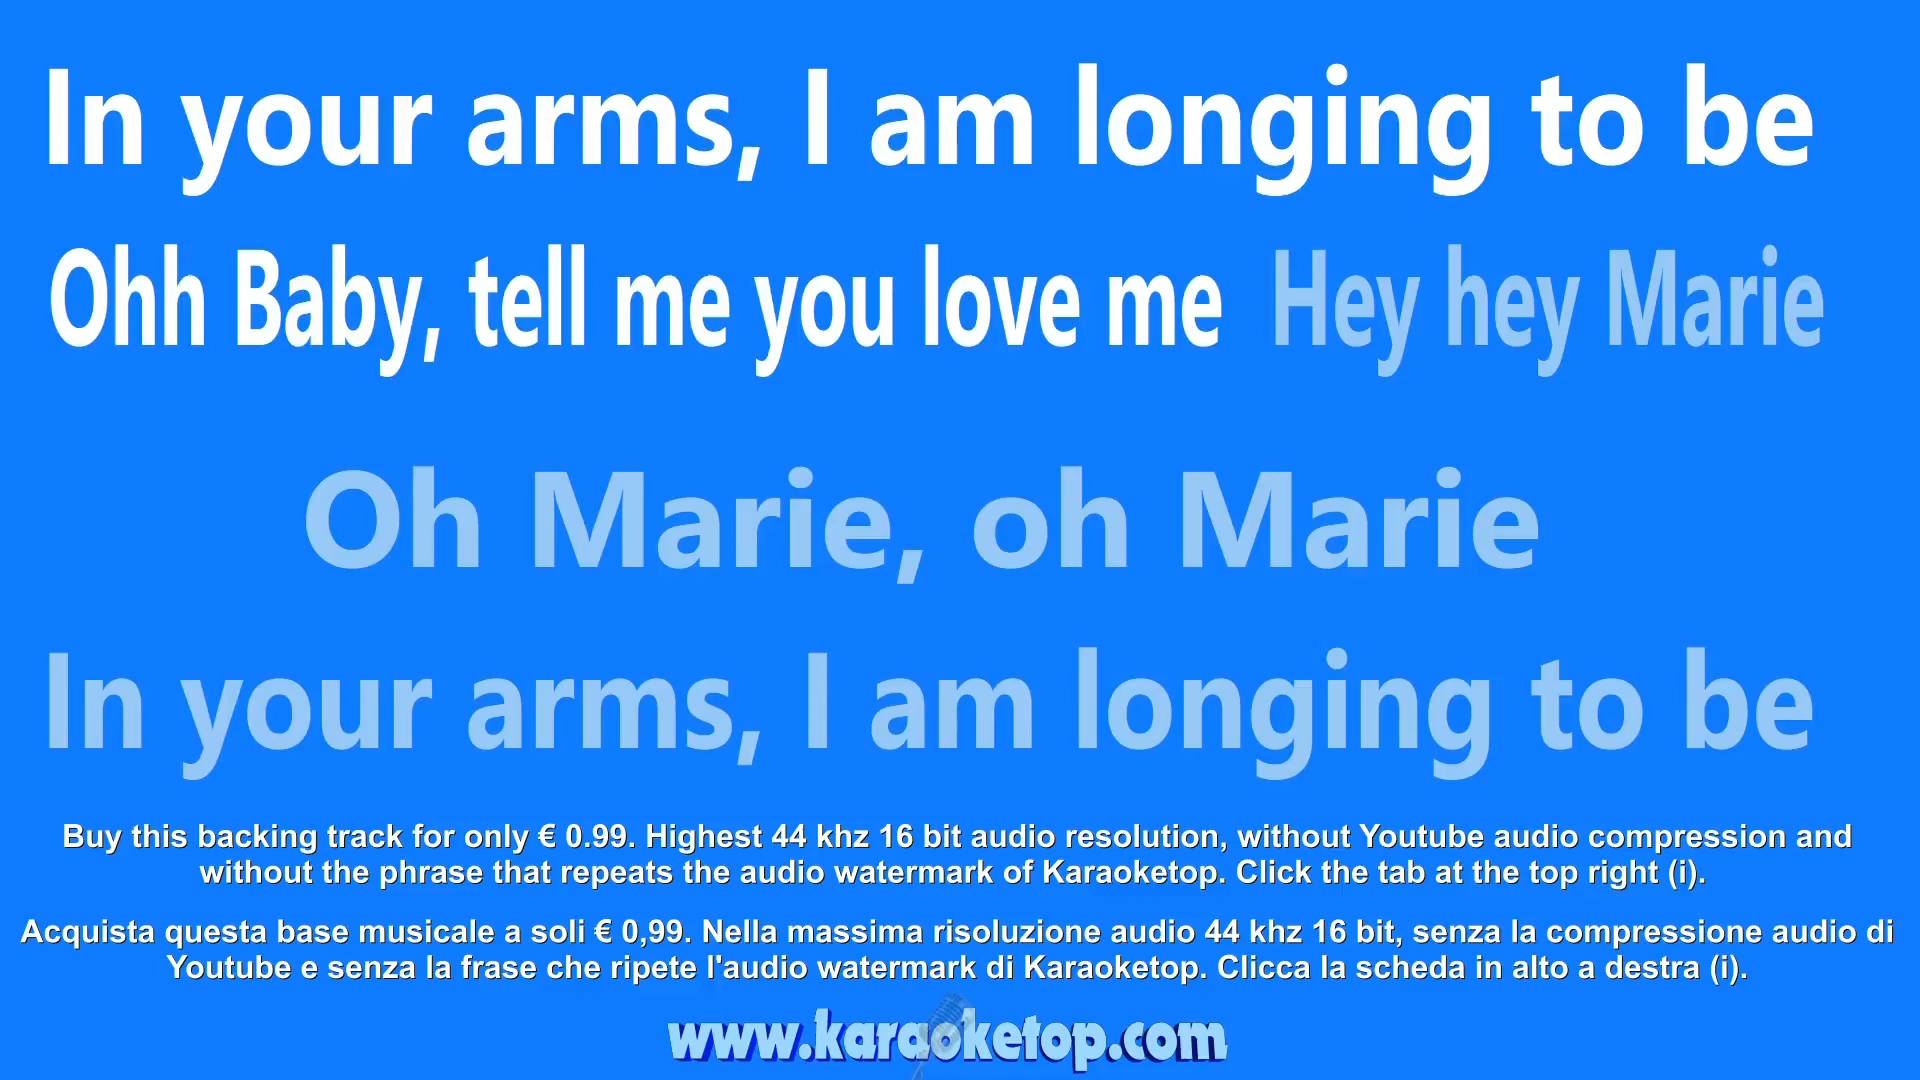 In your arms, I am longing to be
Ohh Baby, tell me you love me Hey hey Marie
Oh Marie, oh Marie
In your arms, I am longing to be
Buy this backing track for only € 0.99. Highest 44 khz 16 bit audio resolution, without Youtube audio compression and
without the phrase that repeats the audio watermark of Karaoketop. Click the tab at the top right (i).
Acquista questa base musicale a soli € 0,99. Nella massima risoluzione audio 44 khz 16 bit, senza la compressione audio di
Youtube e senza la frase che ripete l'audio watermark di Karaoketop. Clicca la scheda in alto a destra (i).
www.karaoketop.com